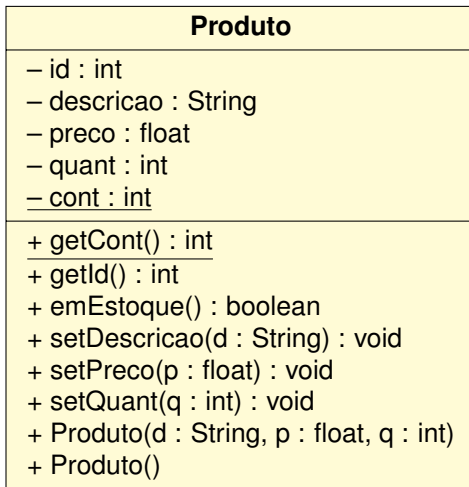 Produto
– id : int
– descricao : String
– preco : float
– quant : int
– cont : int
+ getCont() : int
+ getId() : int
+ emEstoque() : boolean
+ setDescricao(d : String) : void
+ setPreco(p : float) : void
+ setQuant(q : int) : void
+ Produto(d : String, p : float, q : int)
+ Produto()